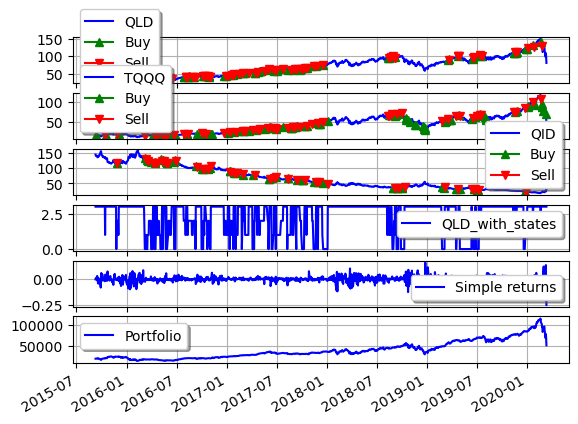 QLD
Buy
Sell
150
100
50
TQQQ
Buy
Sell
100
50
QID
Buy
Sell
150
100
50
QLD_with_states
2.5
0.0
Simple returns
0.00
−0.25
Portfolio
100000
50000
2015-07
2016-01
2016-07
2017-01
2017-07
2018-01
2018-07
2019-01
2019-07
2020-01